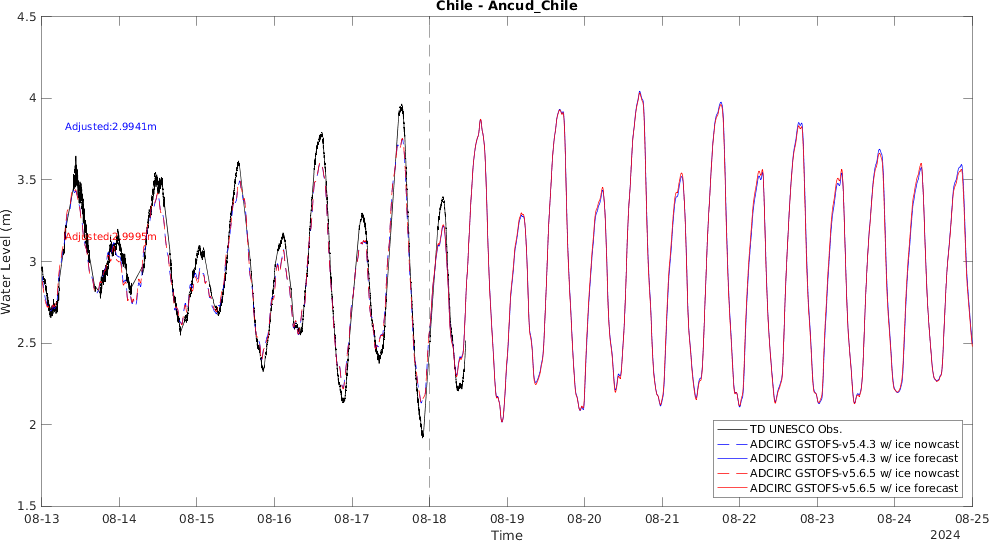 Chile - Ancud_Chile
4.5
4
3.5
3
2.5
2
1.5
Water Level (m)
Adjusted:2.9941m
Adjusted:2.9995m
TD UNESCO Obs.
ADCIRC GSTOFS-v5.4.3 w/ ice nowcast
ADCIRC GSTOFS-v5.4.3 w/ ice forecast
ADCIRC GSTOFS-v5.6.5 w/ ice nowcast
ADCIRC GSTOFS-v5.6.5 w/ ice forecast
08-13 08-14 08-15 08-16 08-17 08-18 08-19 08-20 08-21 08-22 08-23 08-24 08-25
Time
2024